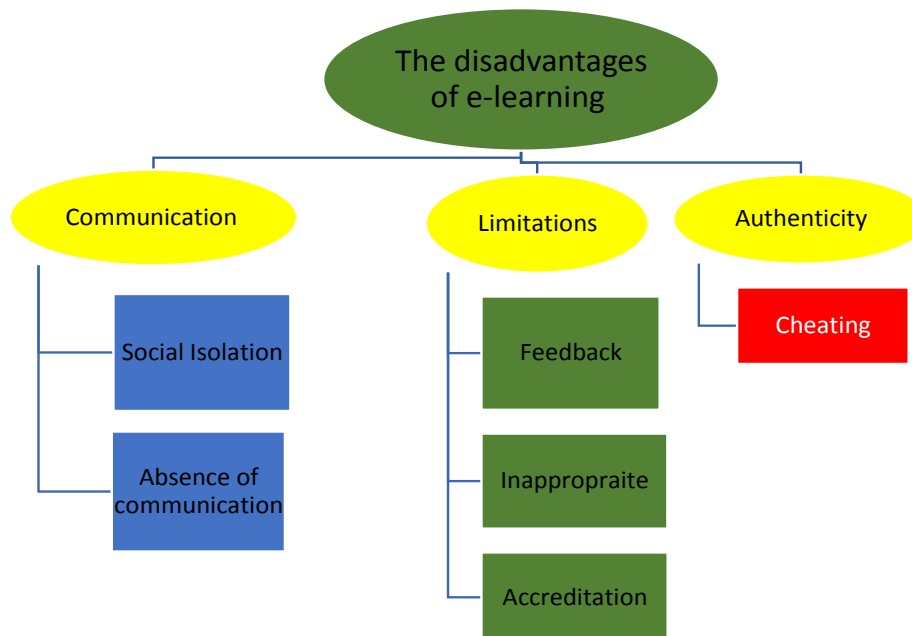 The disadvantages
of e-learning
Communication
Limitations
Authenticity
Social Isolation
Absence of
communication
Feedback
Inappropraite
Accreditation
Cheating